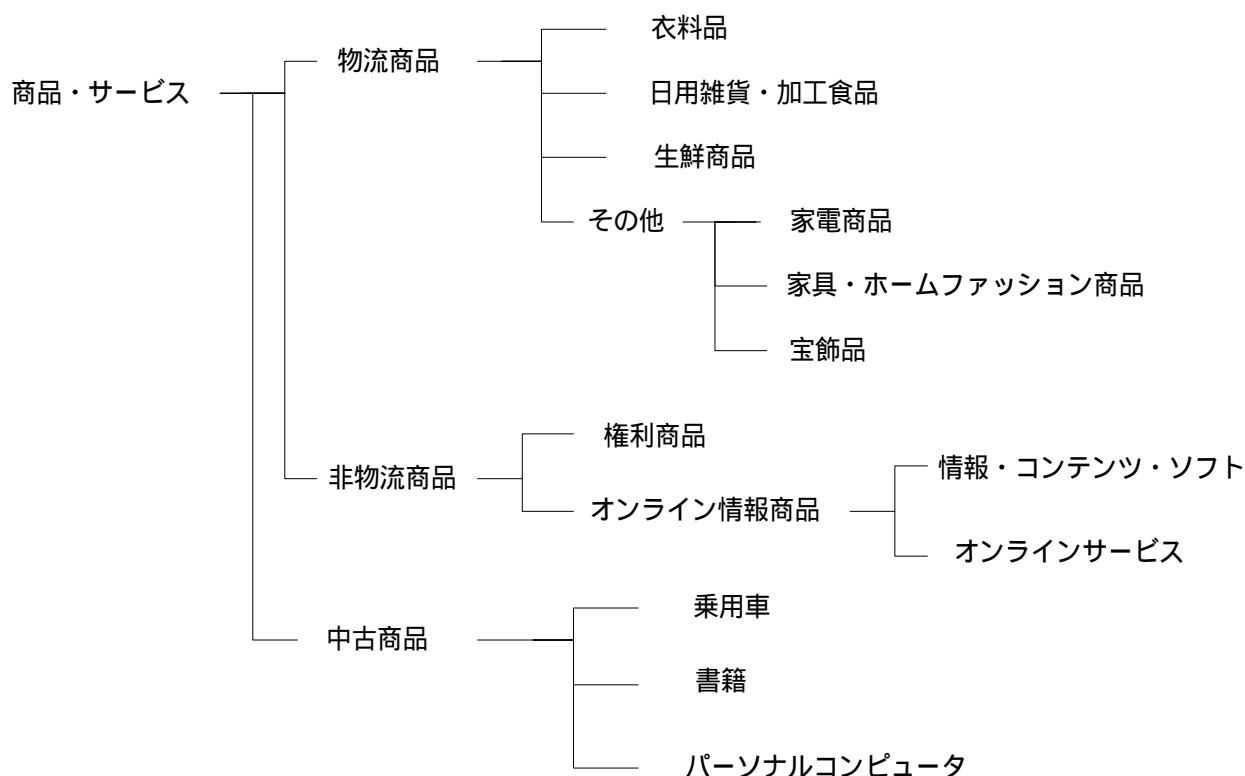 商品・サービス
物流商品
衣料品
日用雑貨・加工食品
生鮮商品
その他
家電商品
家具・ホームファッション商品
宝飾品
非物流商品
権利商品
オンライン情報商品
情報・コンテンツ・ソフト
オンラインサービス
中古商品
乗用車
書籍
パーソナルコンピュータ